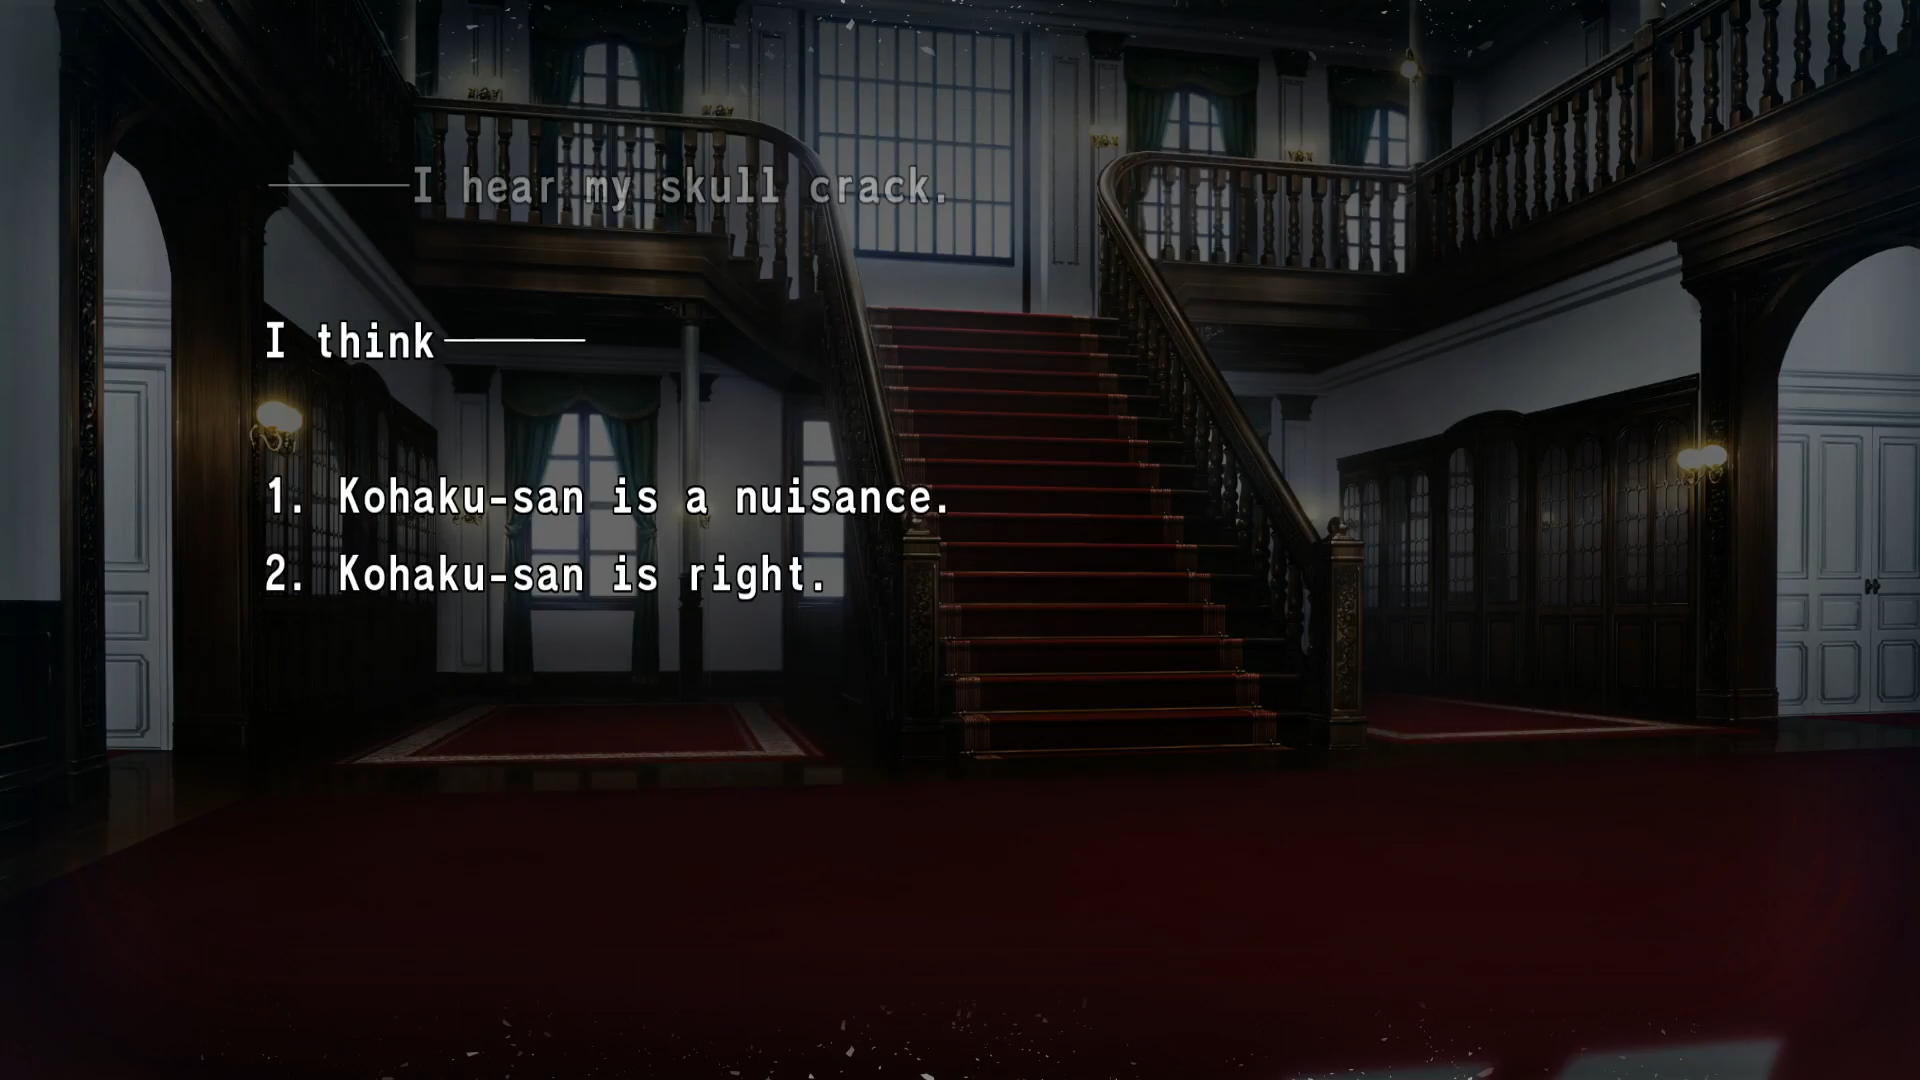 ――――I hear my skull crack.
I think――――
1. Kohaku-san is a nuisance.
2. Kohaku-san is right.